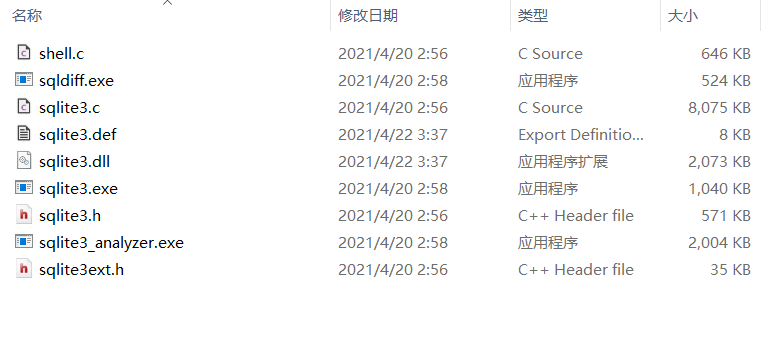 名称 修改日期 类型 大小
shell.c 2021/4/20 2:56 C Source 646 KB
sqldiff.exe 2021/4/20 2:58 应用程序 524 KB
sqlite3.c 2021/4/20 2:56 C Source 8,075 KB
sqlite3.def 2021/4/22 3:37 Export Definitio... 8 KB
sqlite3.dll 2021/4/22 3:37 应用程序扩展 2,073 KB
sqlite3.exe 2021/4/20 2:58 应用程序 1,040 KB
sqlite3.h 2021/4/20 2:56 C++ Header file 571 KB
sqlite3_analyzer.exe 2021/4/20 2:58 应用程序 2,004 KB
sqlite3ext.h 2021/4/20 2:56 C++ Header file 35 KB